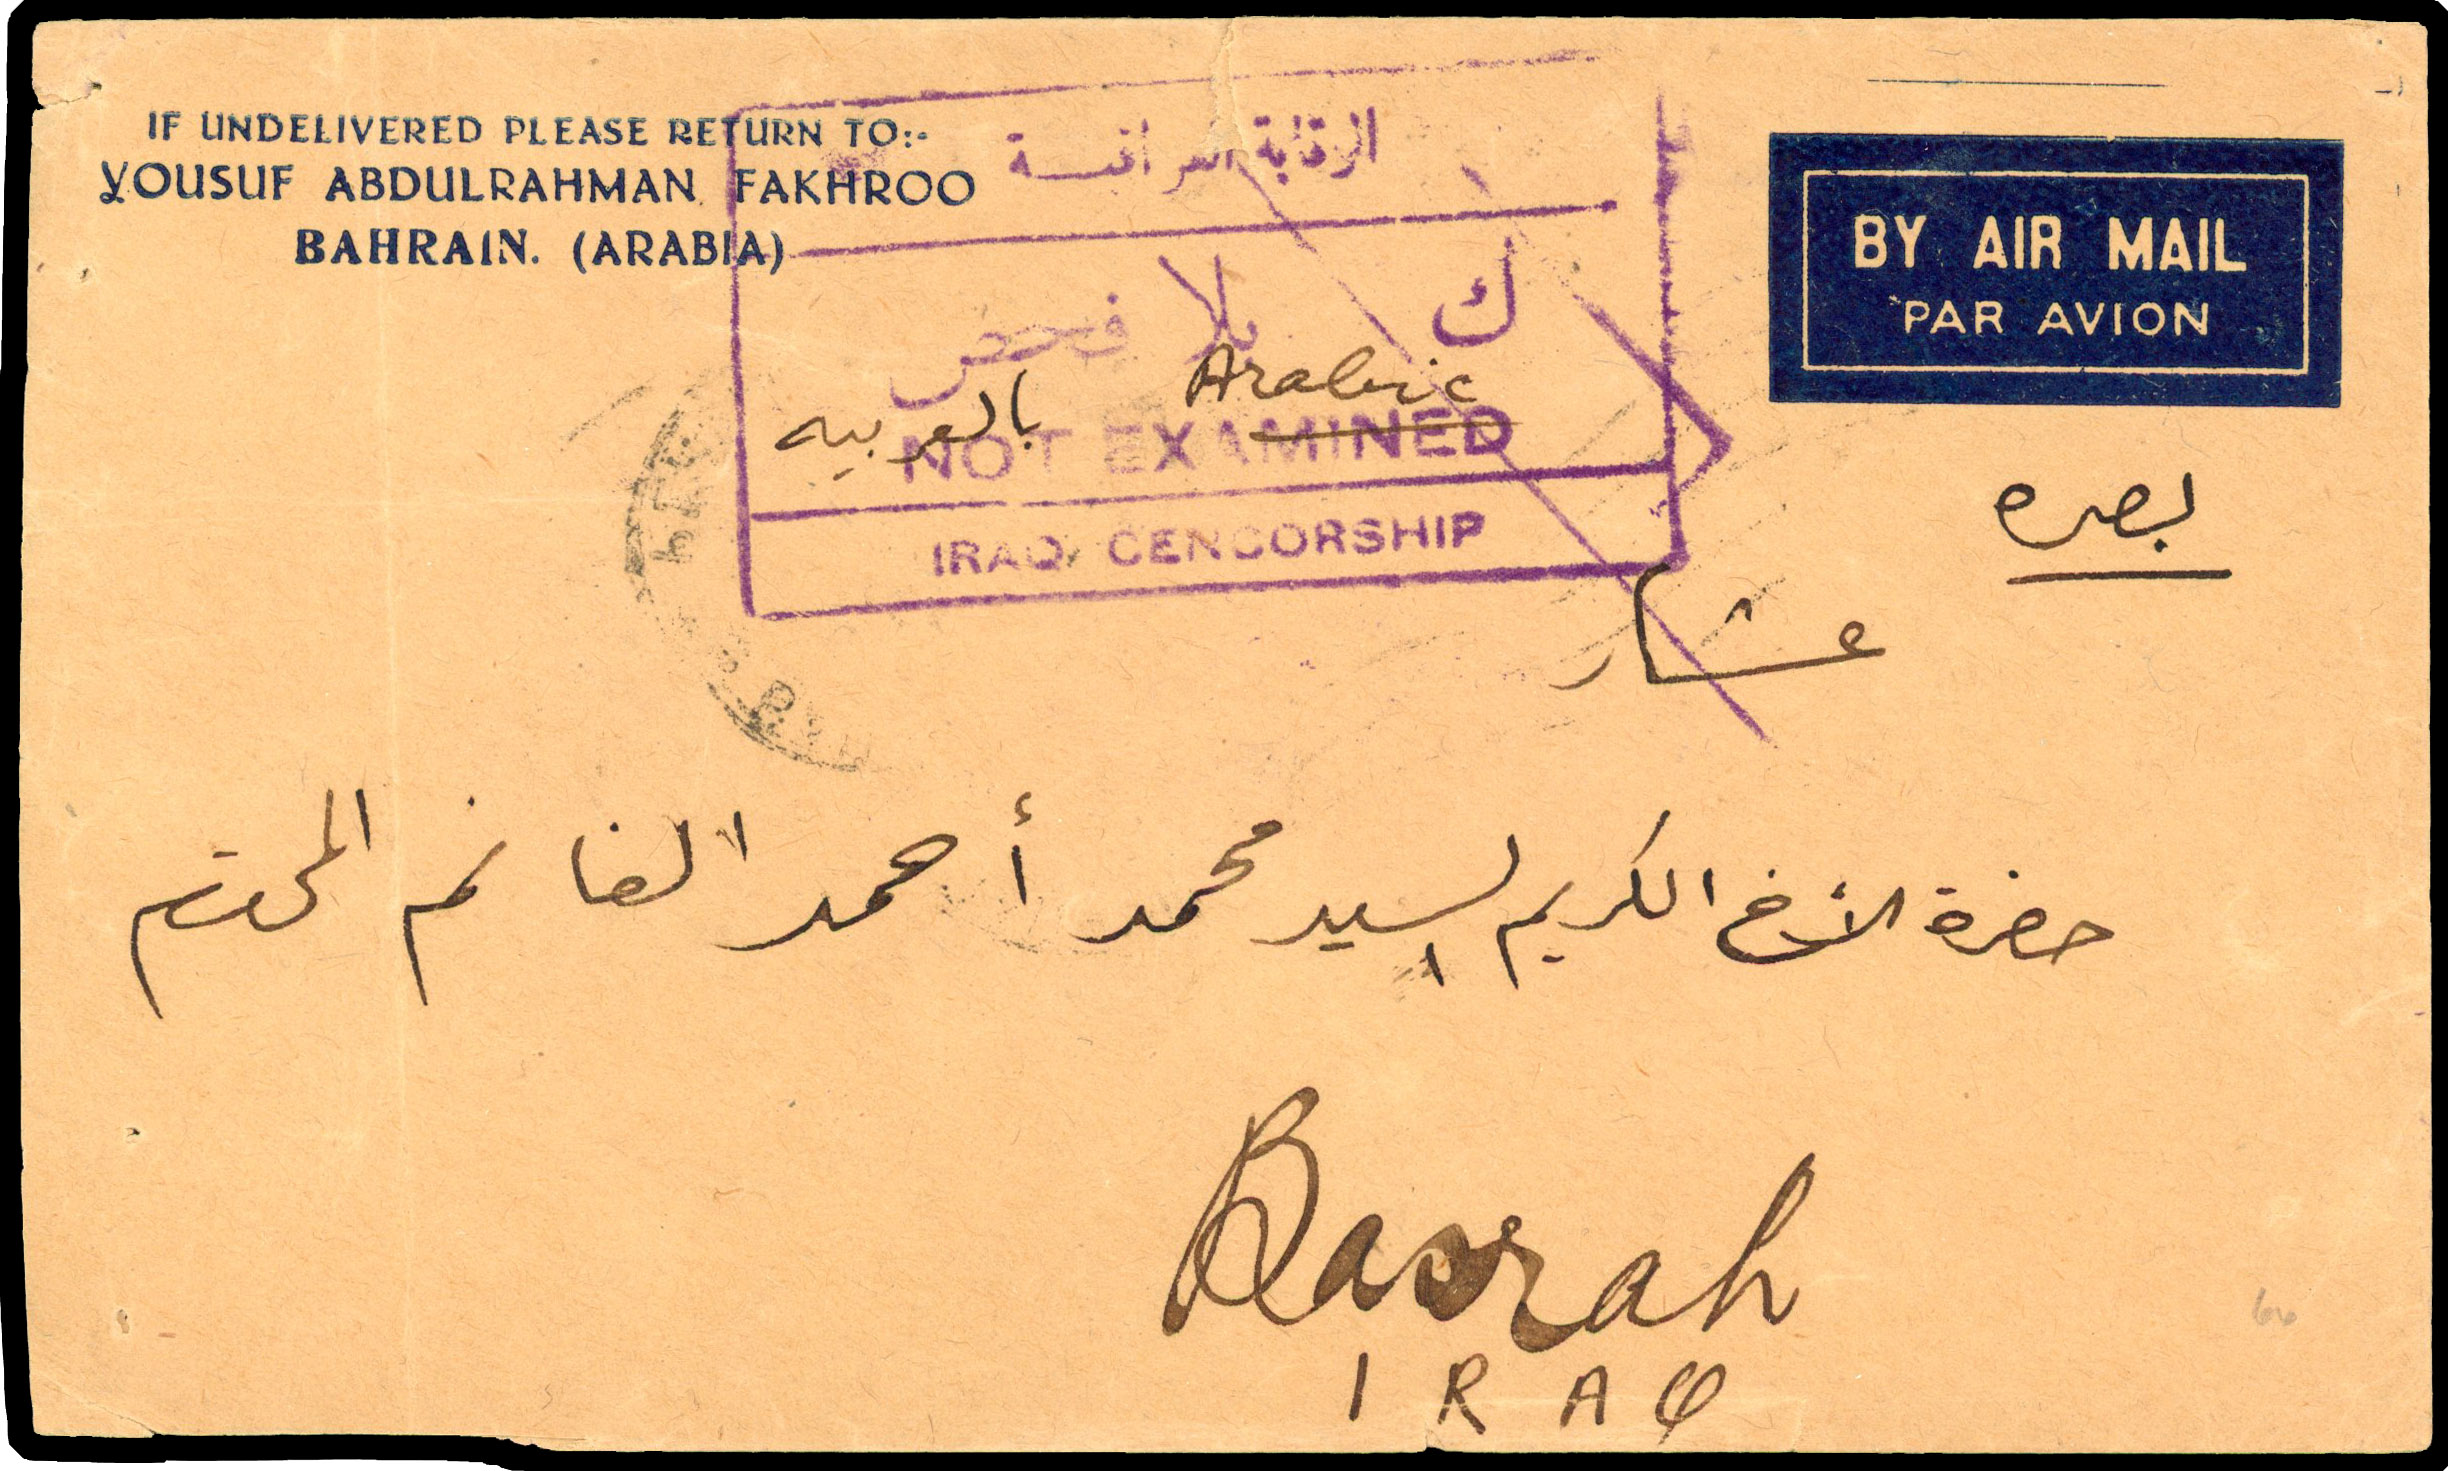 IF UNDELIVERED PLEASE RETURN TO:-
YOUSUF ABDULRAHMAN FAKHROO
BAHRAIN. (ARABIA)
BY AIR MAIL
PAR AVION
الرقابة العراقية
ك بلا فحص
بالعربيه Arabic
NOT EXAMINED
IRAQ CENSORSHIP
بصره
عشار
حضرة الأخ الكريم السيد محمد أحمد الغانم المحترم
Basrah
IRAQ